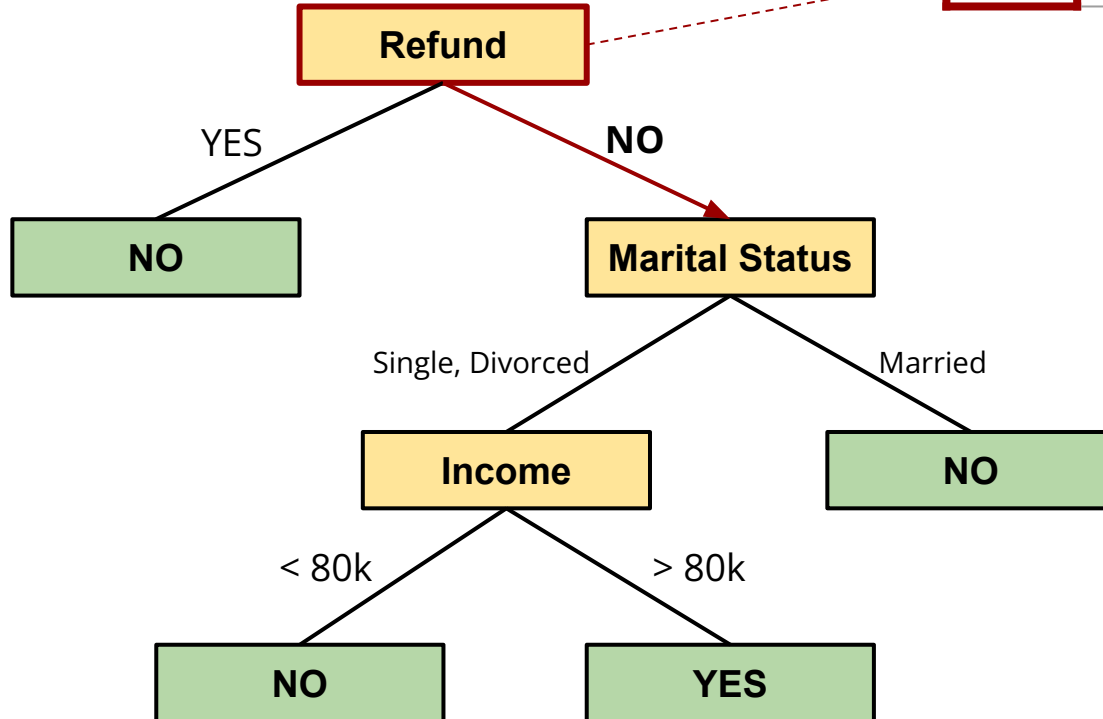 Refund
YES
NO
NO
Marital Status
Single, Divorced
Married
Income
NO
< 80k
> 80k
NO
YES